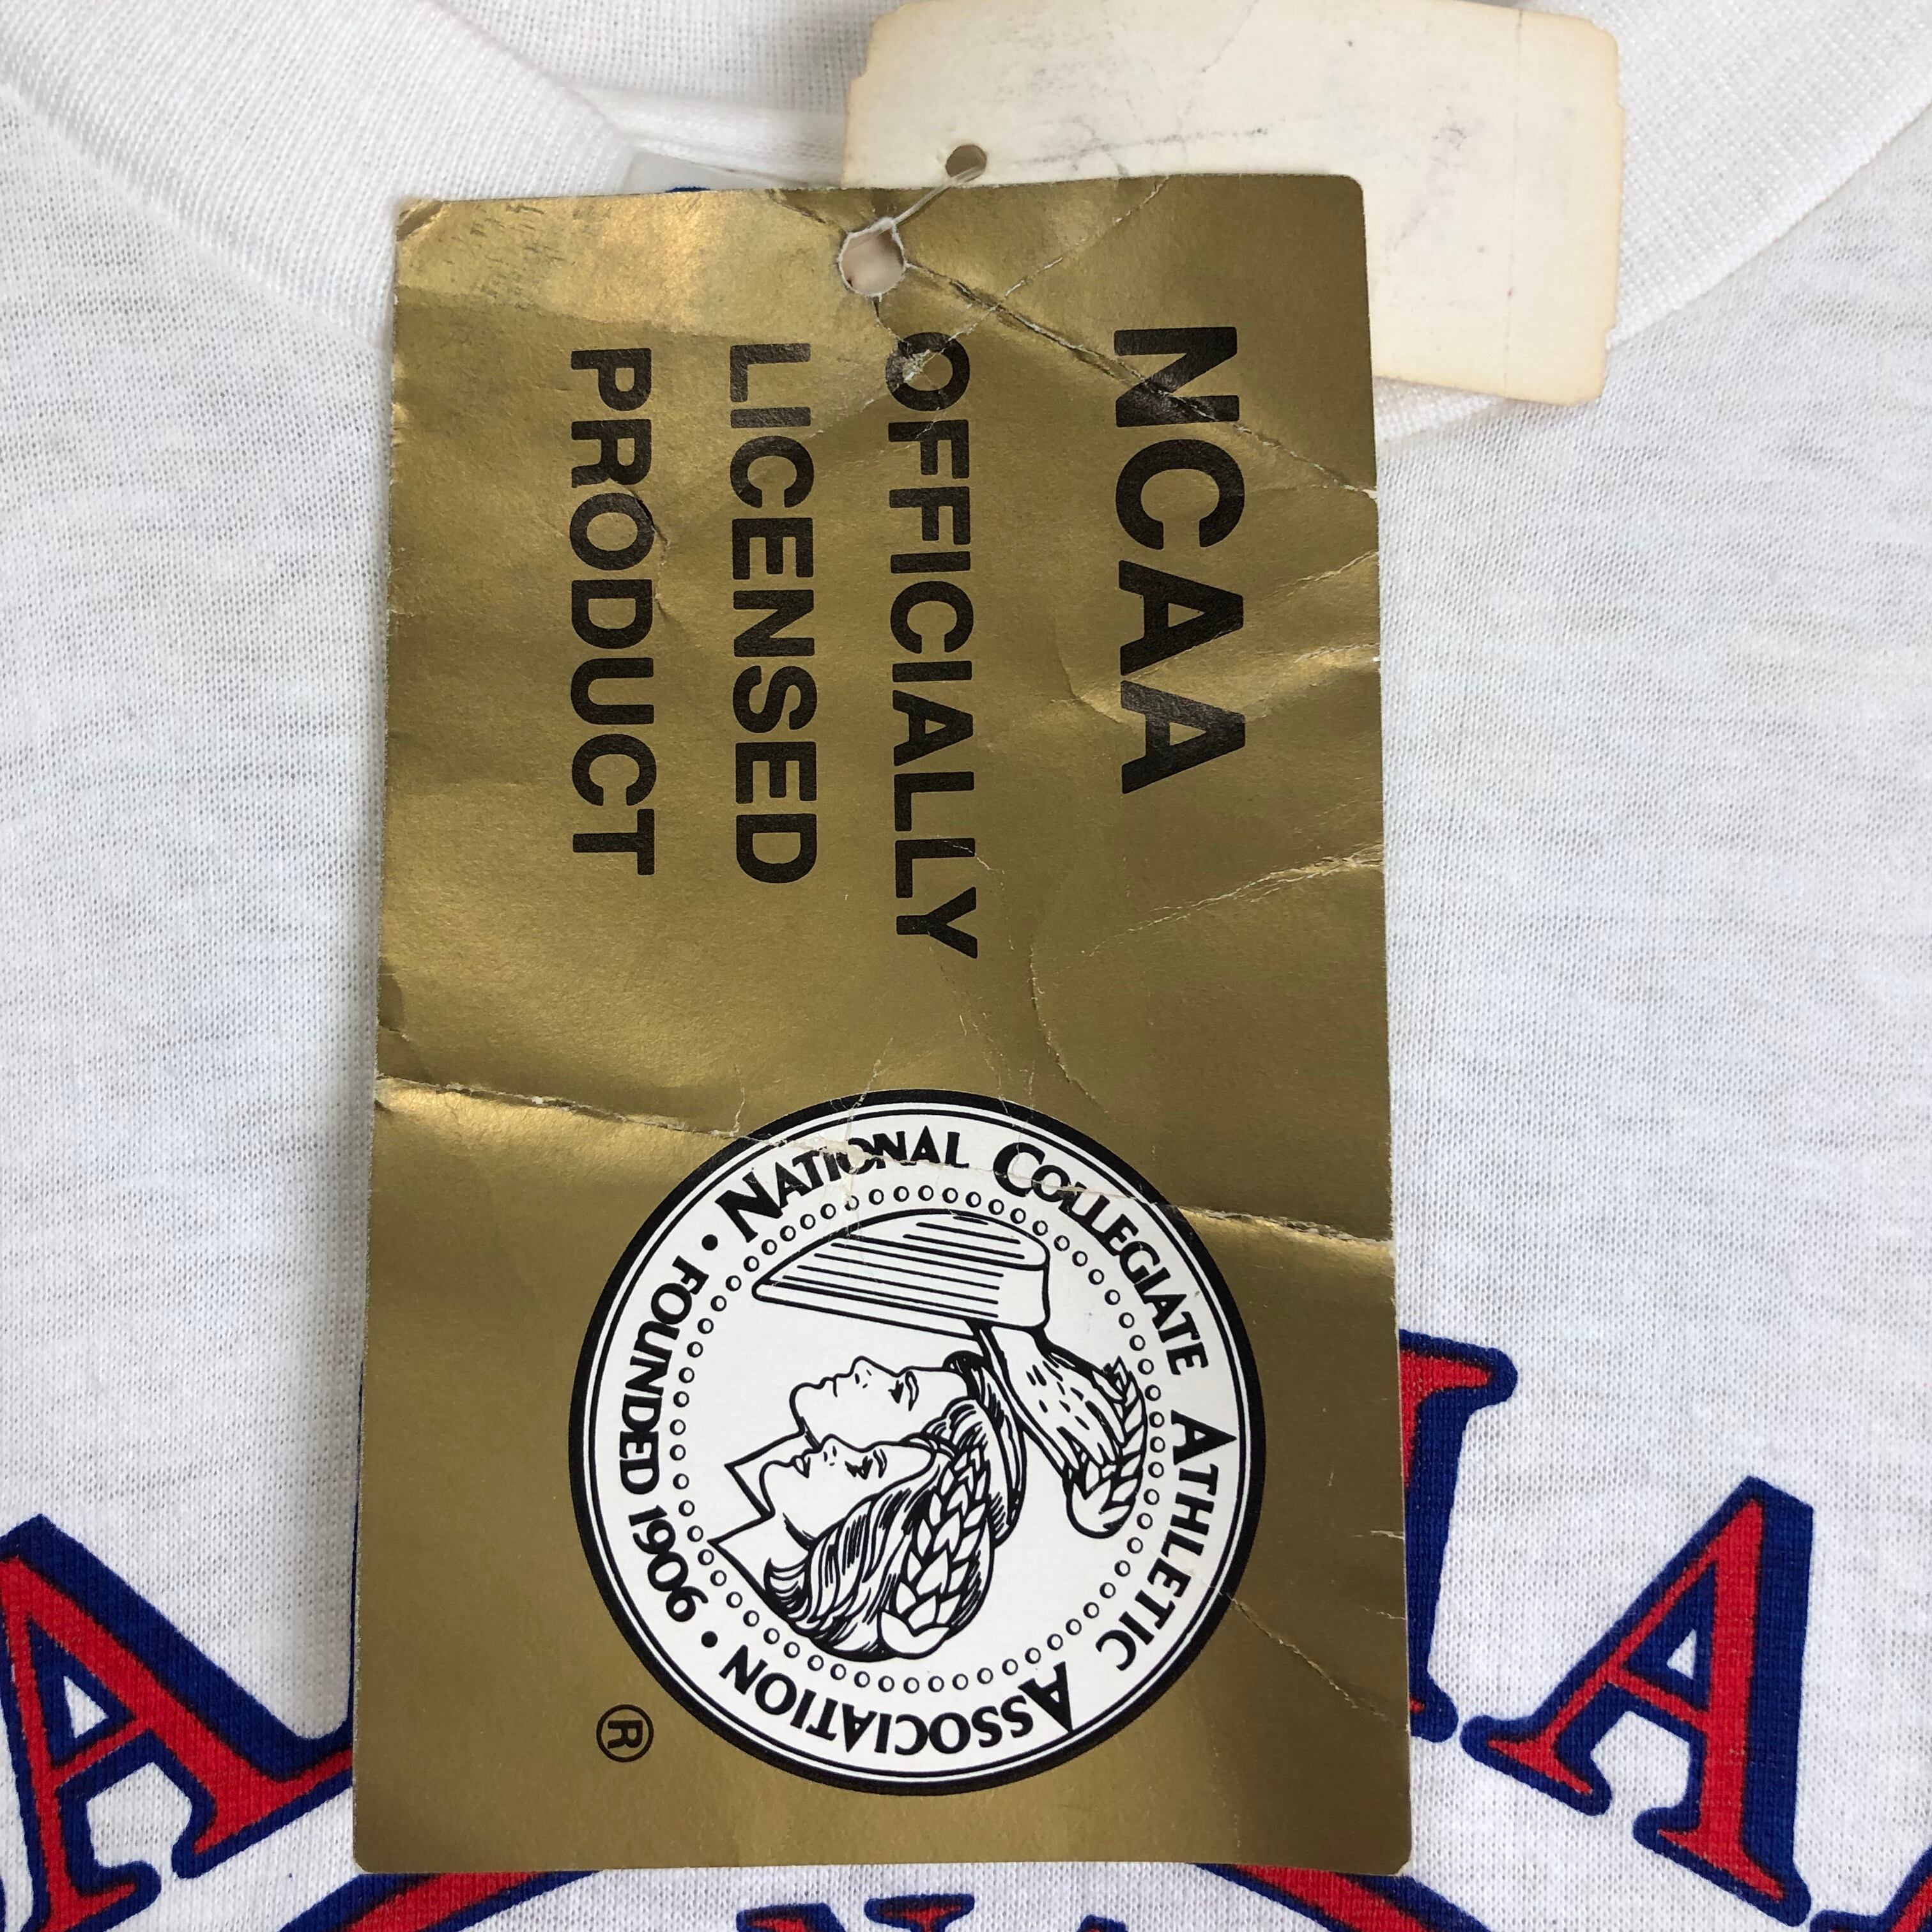 NCAA
OFFICIALLY
LICENSED
PRODUCT
• NATIONAL COLLEGIATE ATHLETIC ASSOCIATION •
FOUNDED 1906
®